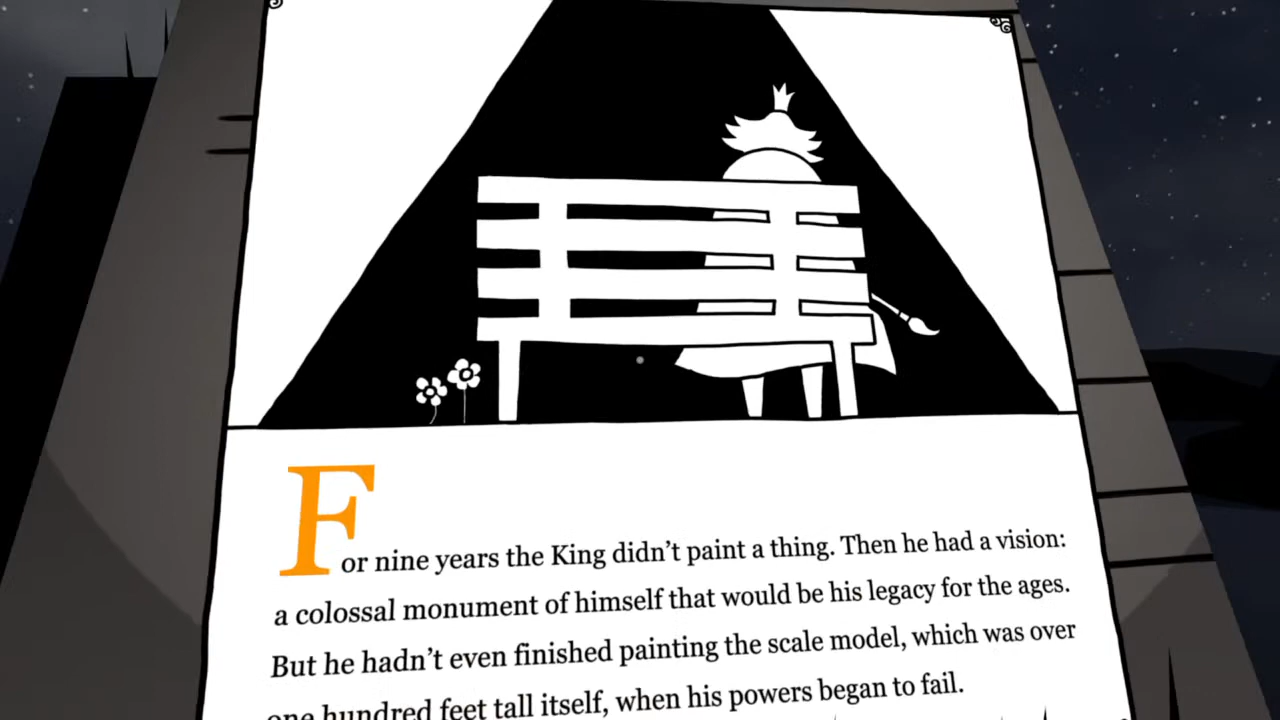 For nine years the King didn't paint a thing. Then he had a vision:
a colossal monument of himself that would be his legacy for the ages.
But he hadn't even finished painting the scale model, which was over
one hundred feet tall itself, when his powers began to fail.